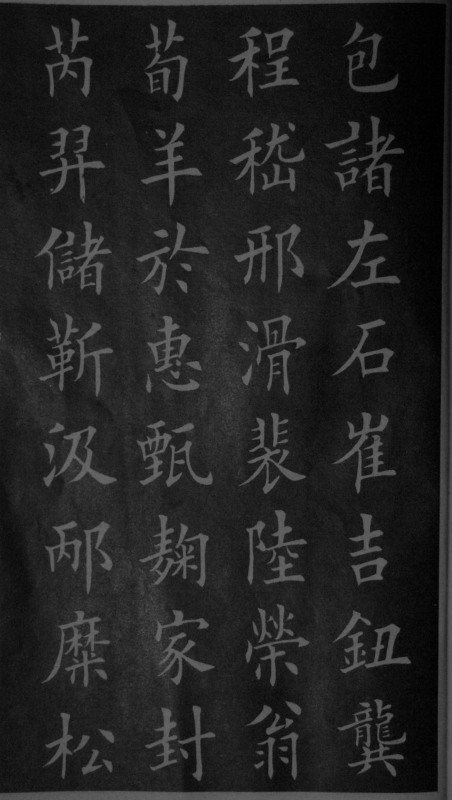 包諸左石崔吉鈕龔
程嵇邢滑裴陸榮翁
荀羊於惠甄麹家封
芮羿儲靳汲邴糜松